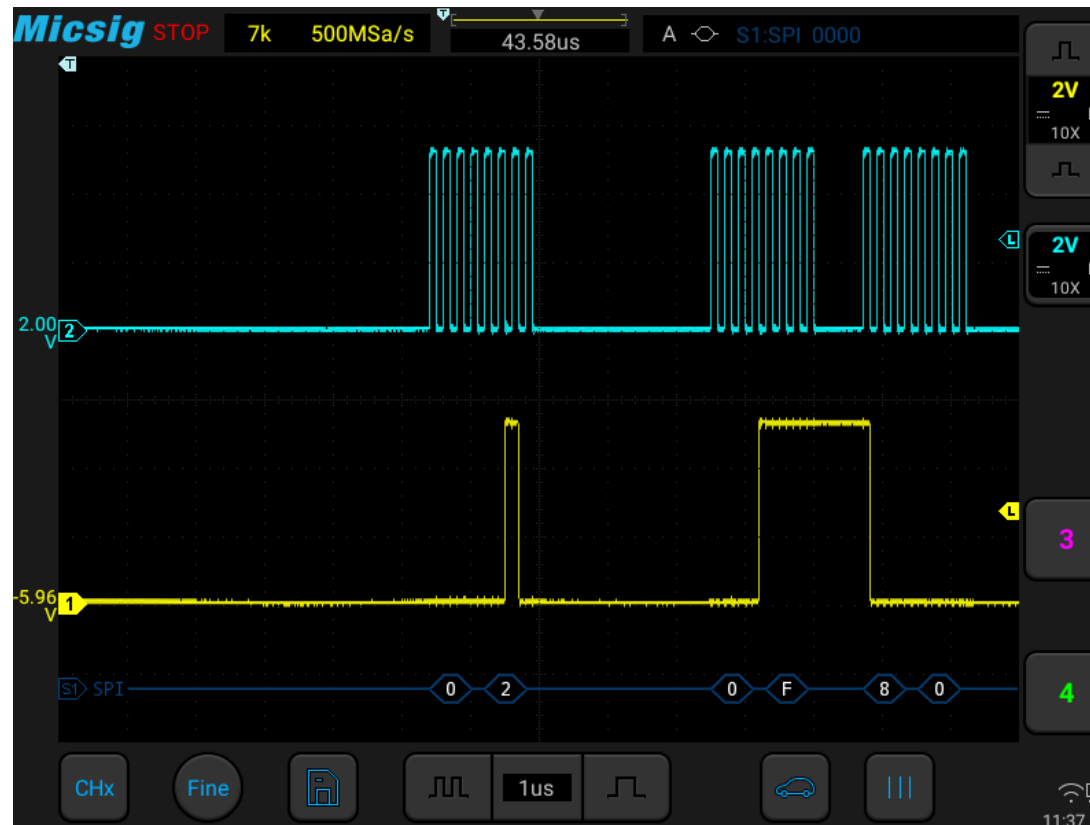 Micsig STOP 7k 500MSa/s T 43.58us A S1:SPI 0000
T
2V
10X
L
2V
10X
2.00
V
2
L
3
-5.96
V
1
S1 SPI 0 2 0 F 8 0
4
CHx Fine 1us
11:37